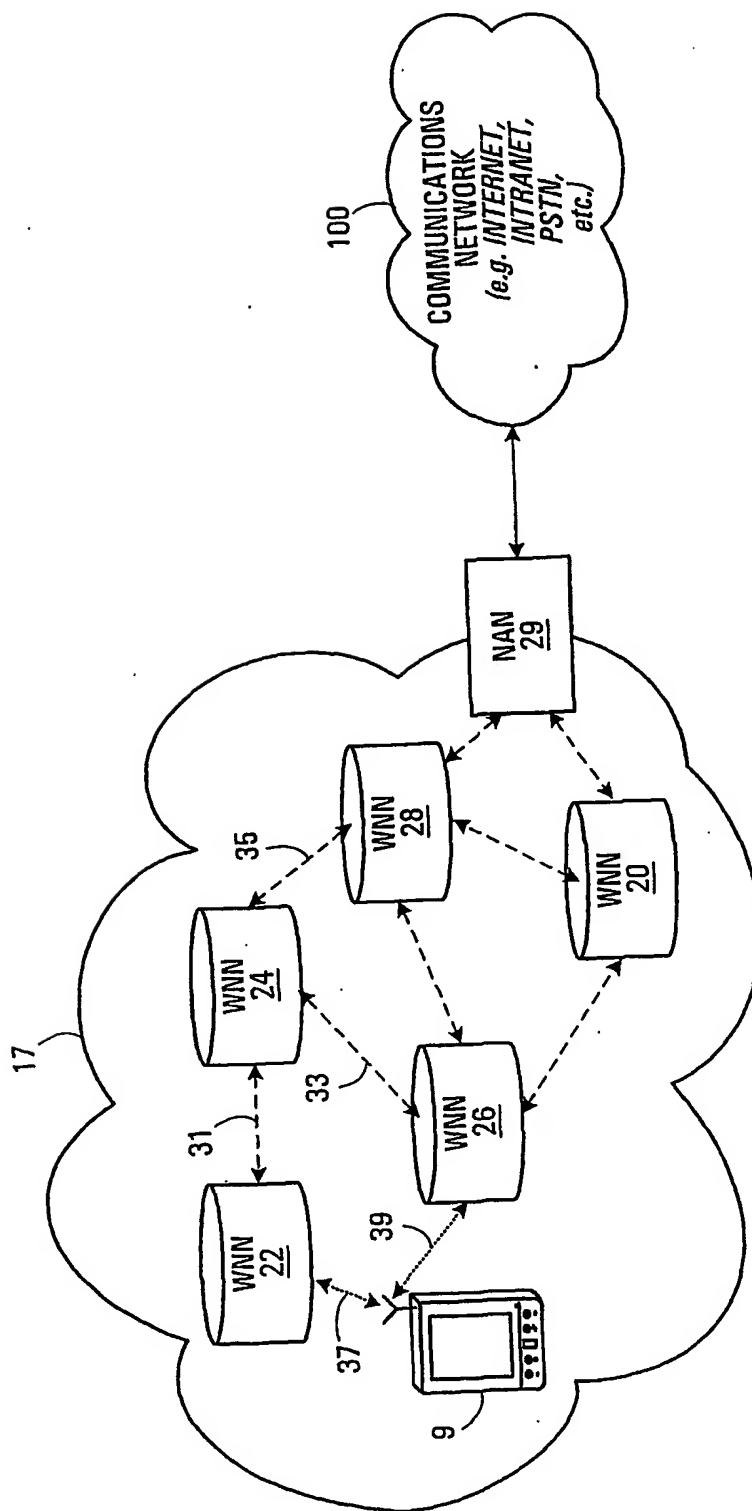 17
31
WNN
22
WNN
24
35
33
37
39
9
WNN
26
WNN
28
WNN
20
NAN
29
100
COMMUNICATIONS
NETWORK
(e.g. INTERNET,
INTRANET,
PSTN,
etc.)